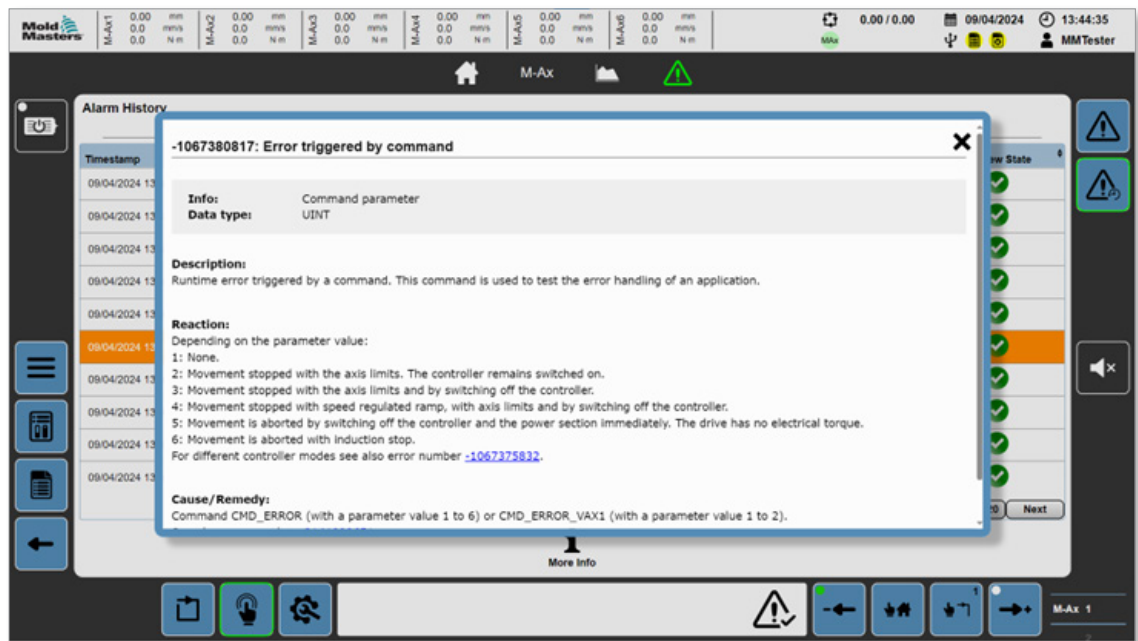 Mold
Masters
M-Ax1 0.00 mm 0.0 mm/s 0.0 N·m
M-Ax2 0.00 mm 0.0 mm/s 0.0 N·m
M-Ax3 0.00 mm 0.0 mm/s 0.0 N·m
M-Ax4 0.00 mm 0.0 mm/s 0.0 N·m
M-Ax5 0.00 mm 0.0 mm/s 0.0 N·m
M-Ax6 0.00 mm 0.0 mm/s 0.0 N·m
MAx
0.00 / 0.00
09/04/2024 13:44:35
MMTester
M-Ax
Alarm History
Timestamp
w State
-1067380817: Error triggered by command
09/04/2024 13
09/04/2024 13
09/04/2024 13
09/04/2024 13
09/04/2024 13
09/04/2024 13
09/04/2024 13
09/04/2024 13
09/04/2024 13
09/04/2024 13
Info: Command parameter
Data type: UINT
Description:
Runtime error triggered by a command. This command is used to test the error handling of an application.
Reaction:
Depending on the parameter value:
1: None.
2: Movement stopped with the axis limits. The controller remains switched on.
3: Movement stopped with the axis limits and by switching off the controller.
4: Movement stopped with speed regulated ramp, with axis limits and by switching off the controller.
5: Movement is aborted by switching off the controller and the power section immediately. The drive has no electrical torque.
6: Movement is aborted with induction stop.
For different controller modes see also error number -1067375832.
Cause/Remedy:
Command CMD_ERROR (with a parameter value 1 to 6) or CMD_ERROR_VAX1 (with a parameter value 1 to 2).
Next
More Info
1
M-Ax 1
2